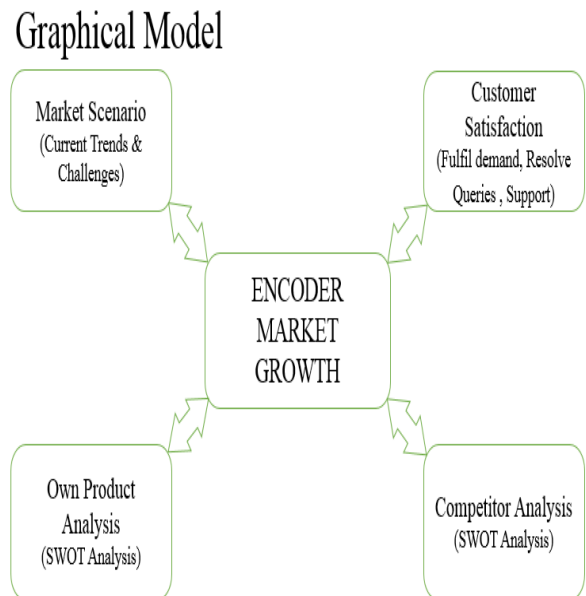 Graphical Model
Market Scenario
(Current Trends &
Challenges)
Customer
Satisfaction
(Fulfil demand, Resolve
Queries , Support)
ENCODER
MARKET
GROWTH
Own Product
Analysis
(SWOT Analysis)
Competitor Analysis
(SWOT Analysis)